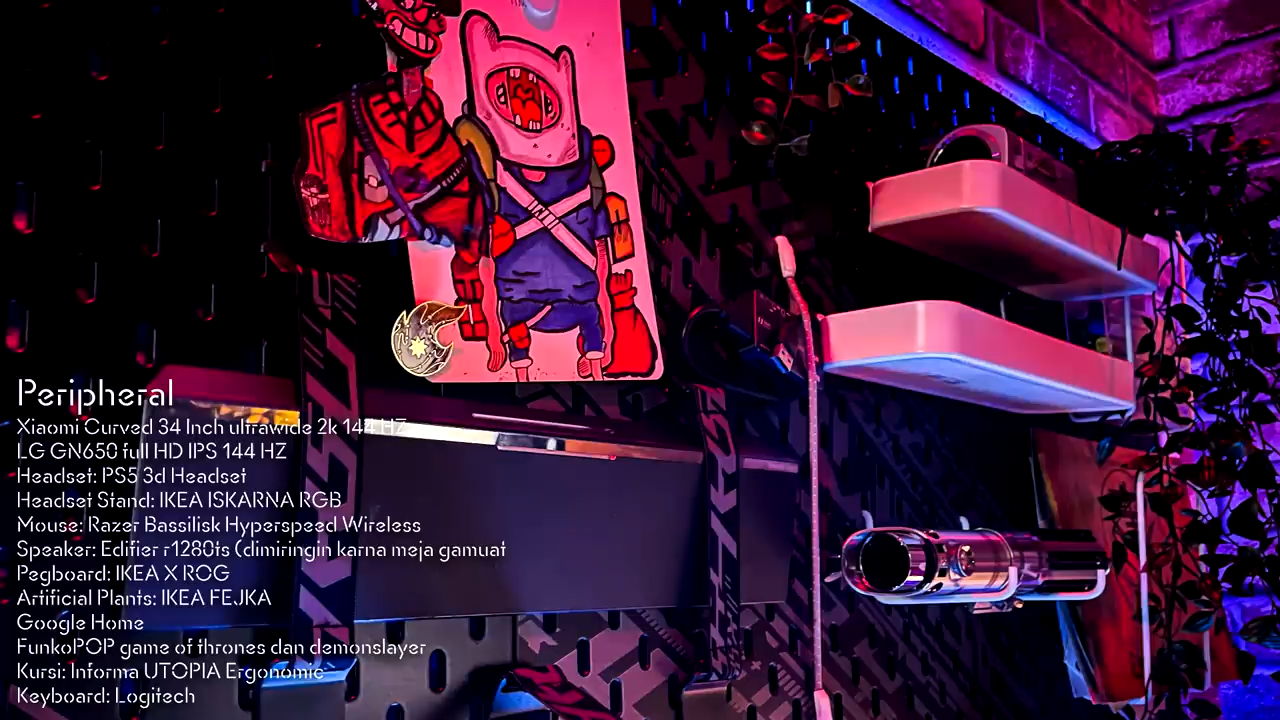 Peripheral
Xiaomi Curved 34 Inch ultrawide 2k 144 HZ
LG GN650 full HD IPS 144 HZ
Headset: PS5 3d Headset
Headset Stand: IKEA ISKARNA RGB
Mouse: Razer Bassilisk Hyperspeed Wireless
Speaker: Edifier r1280ts (dimiringin karna meja gamuat
Pegboard: IKEA X ROG
Artificial Plants: IKEA FEJKA
Google Home
FunkoPOP game of thrones dan demonslayer
Kursi: Informa UTOPIA Ergonomic
Keyboard: Logitech